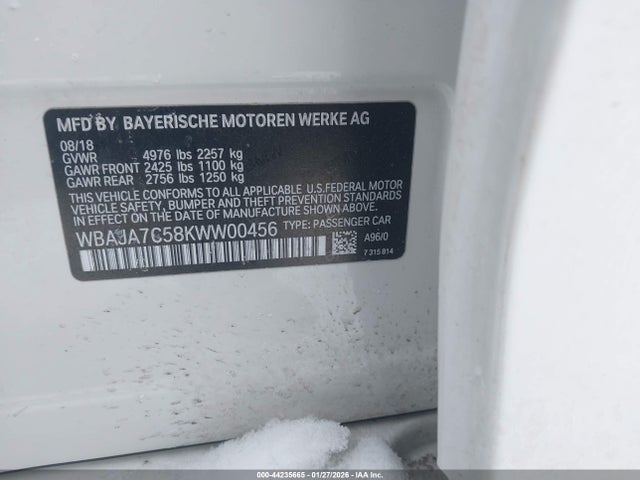 MFD BY BAYERISCHE MOTOREN WERKE AG
08/18
GVWR 4976 lbs 2257 kg
GAWR FRONT 2425 lbs 1100 kg
GAWR REAR 2756 lbs 1250 kg
THIS VEHICLE CONFORMS TO ALL APPLICABLE U.S.FEDERAL MOTOR
VEHICLE SAFETY, BUMPER AND THEFT PREVENTION STANDARDS
IN EFFECT ON THE DATE OF MANUFACTURE SHOWN ABOVE.
WBAJA7C58KWW00456 TYPE: PASSENGER CAR
A96/0
7 315 814
000-44235665 | 01/27/2026 - IAA Inc.